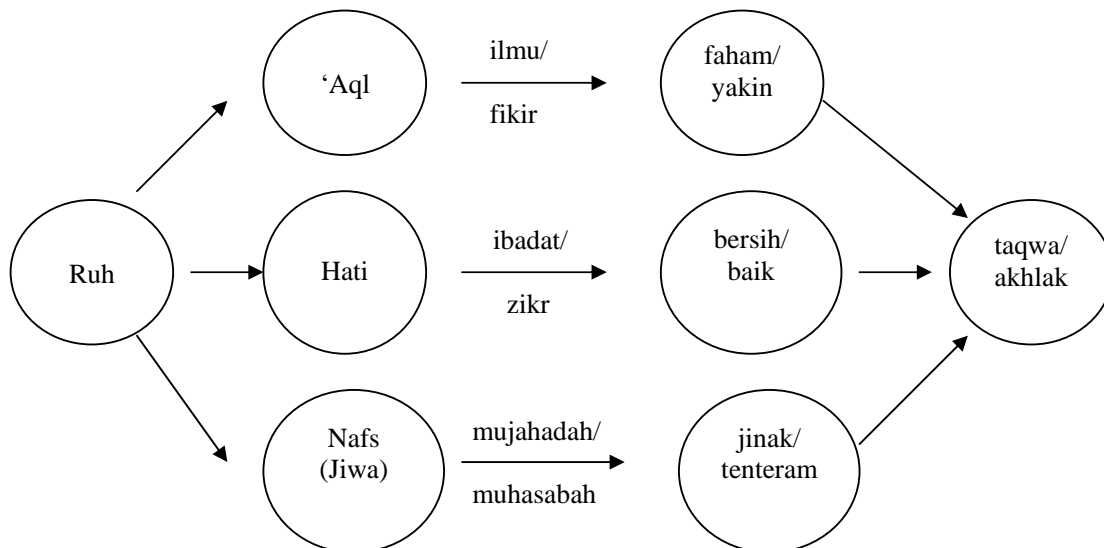 ‘Aql
ilmu/
fikir
faham/
yakin
Ruh
Hati
ibadat/
zikr
bersih/
baik
taqwa/
akhlak
Nafs
(Jiwa)
mujahadah/
muhasabah
jinak/
tenteram